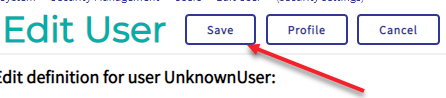 Edit User Save Profile Cancel
Edit definition for user UnknownUser: